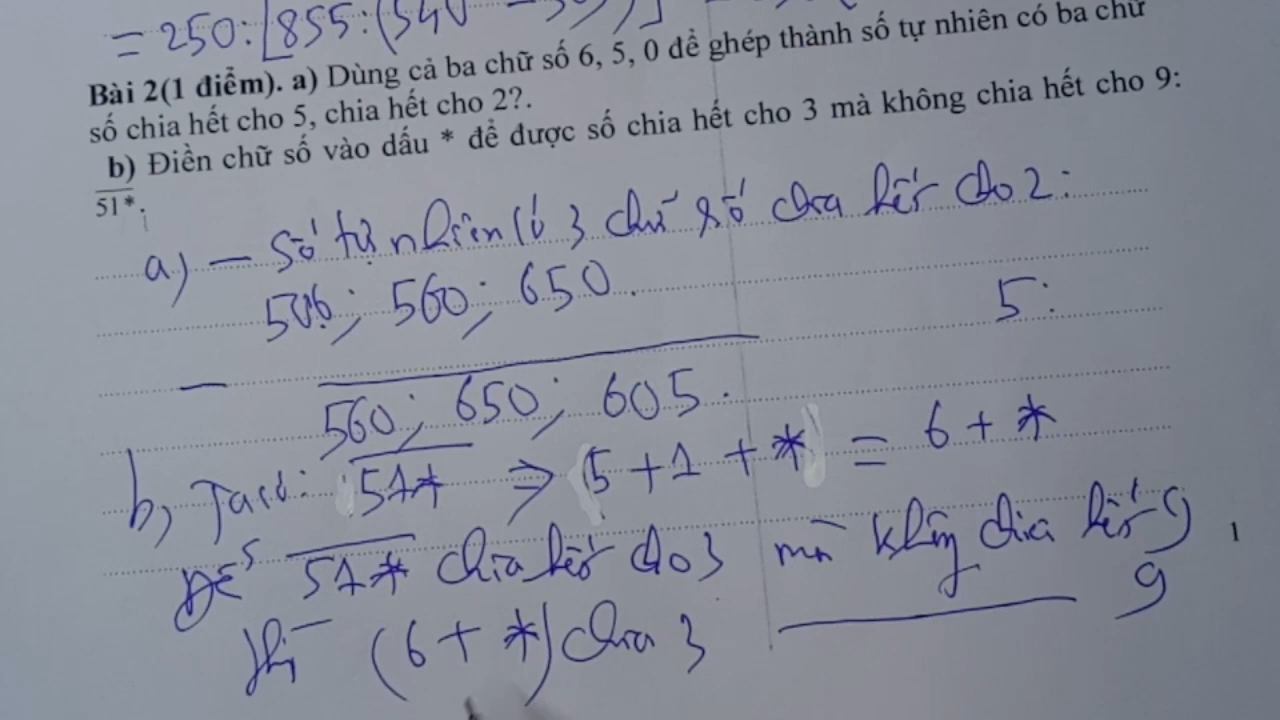 = 250:[855:(540
Bài 2(1 điểm). a) Dùng cả ba chữ số 6, 5, 0 để ghép thành số tự nhiên có ba chữ
số chia hết cho 5, chia hết cho 2?.
b) Điền chữ số vào dấu * để được số chia hết cho 3 mà không chia hết cho 9:
51*.
a) - Số tự nhiên có 3 chữ số chia hết cho 2:
506; 560; 650.
5:
560; 650; 605.
b, Ta có: 51* ⇒ (5+1+*) = 6+*
Để 51* chia hết cho 3 mà không chia hết 9
thì (6+*) chia 3 9
1